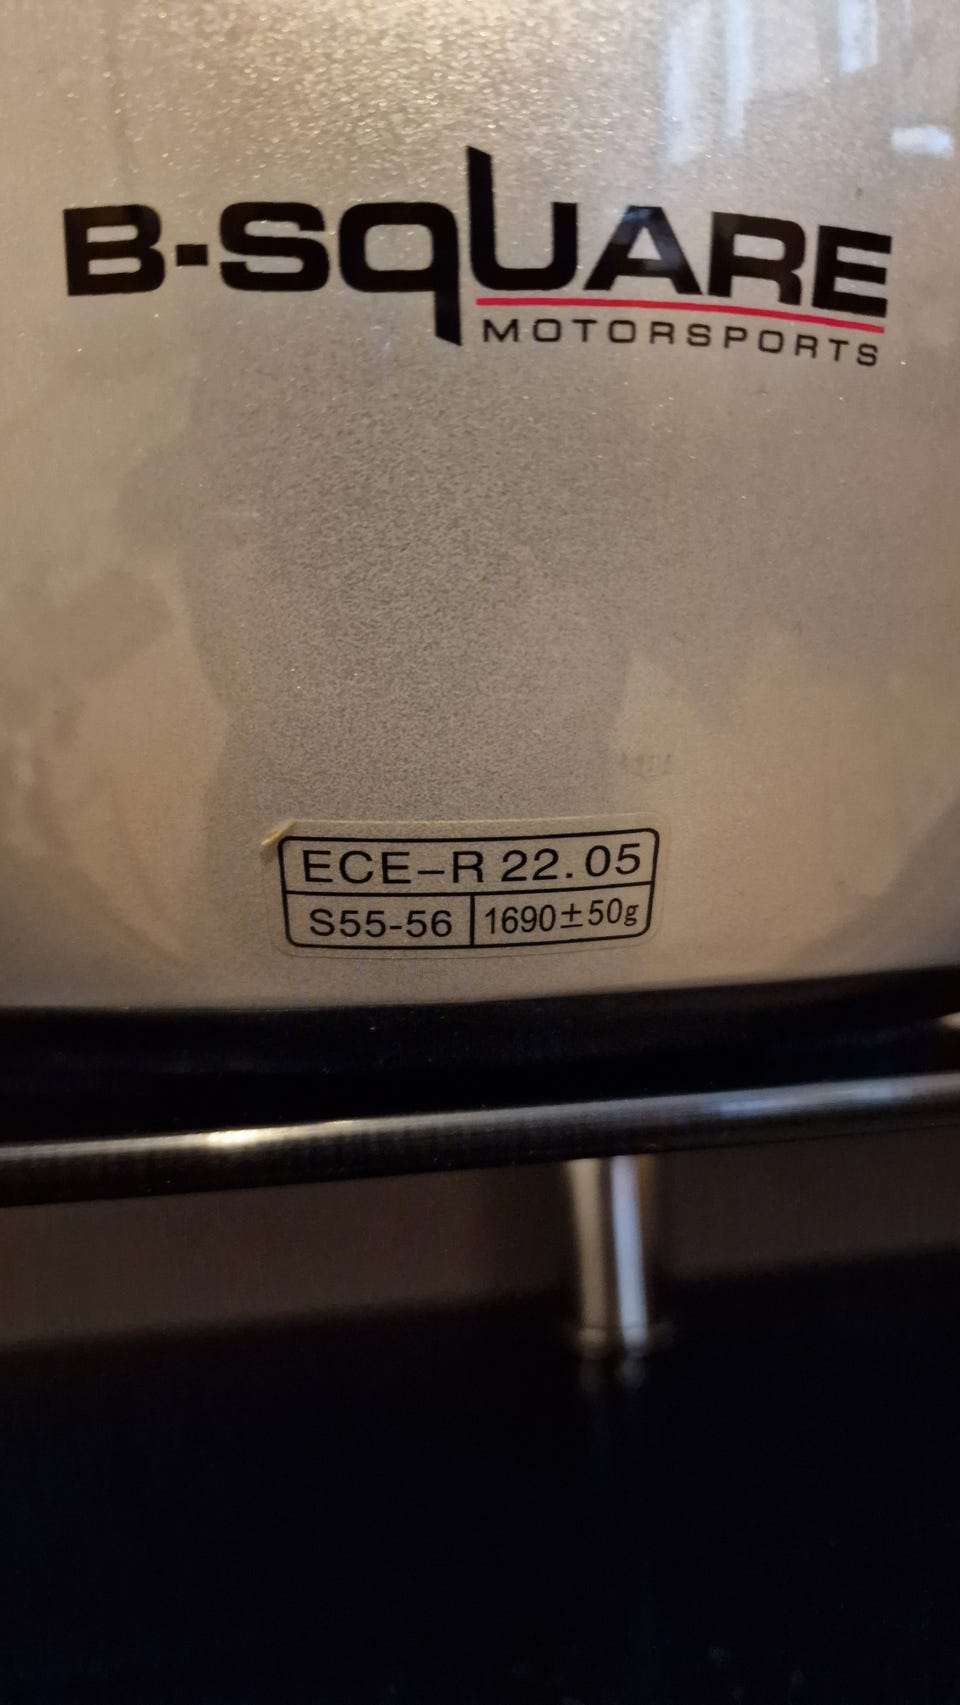 B-SqUARE
MOTORSPORTS
ECE-R 22.05
S55-56 1690±50g